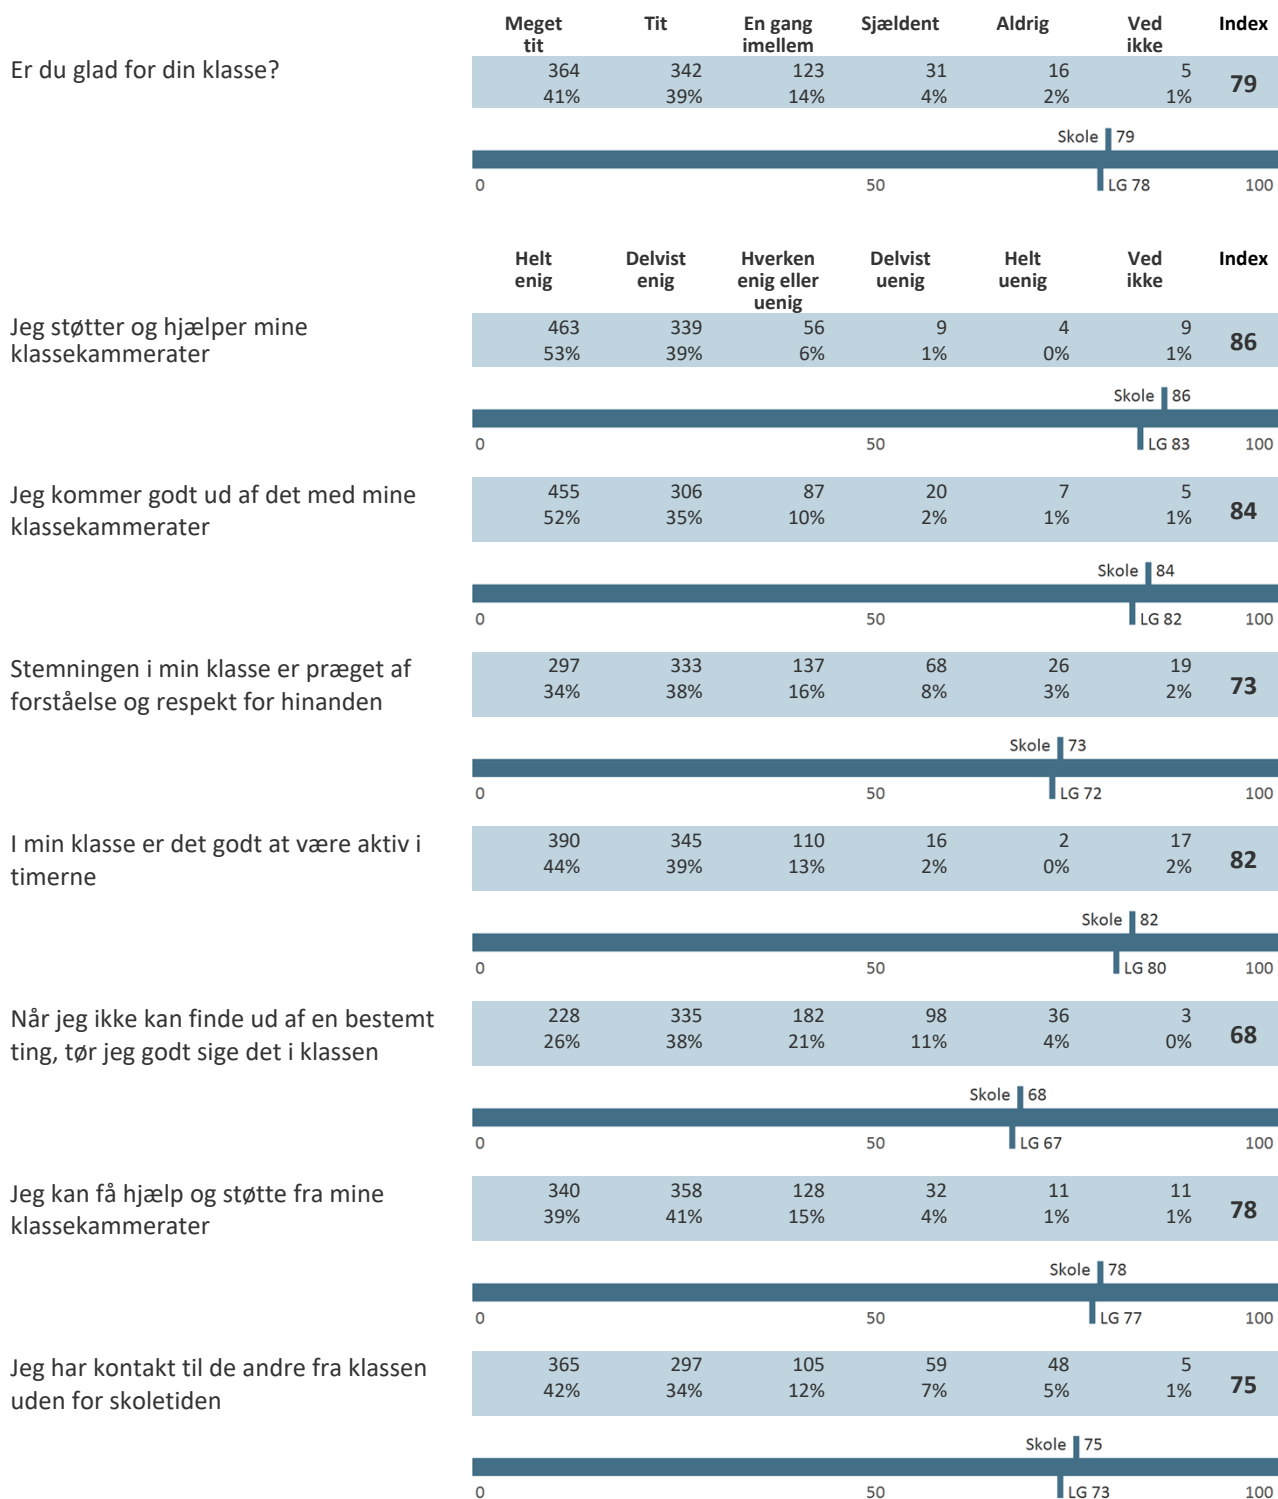 Meget tit Tit En gang imellem Sjældent Aldrig Ved ikke Index
Er du glad for din klasse?
364 342 123 31 16 5 79
41% 39% 14% 4% 2% 1%
Skole 79
0 50 LG 78 100
Helt enig Delvist enig Hverken enig eller uenig Delvist uenig Helt uenig Ved ikke Index
Jeg støtter og hjælper mine
klassekammerater
463 339 56 9 4 9 86
53% 39% 6% 1% 0% 1%
Skole 86
0 50 LG 83 100
Jeg kommer godt ud af det med mine
klassekammerater
455 306 87 20 7 5 84
52% 35% 10% 2% 1% 1%
Skole 84
0 50 LG 82 100
Stemningen i min klasse er præget af
forståelse og respekt for hinanden
297 333 137 68 26 19 73
34% 38% 16% 8% 3% 2%
Skole 73
0 50 LG 72 100
I min klasse er det godt at være aktiv i
timerne
390 345 110 16 2 17 82
44% 39% 13% 2% 0% 2%
Skole 82
0 50 LG 80 100
Når jeg ikke kan finde ud af en bestemt
ting, tør jeg godt sige det i klassen
228 335 182 98 36 3 68
26% 38% 21% 11% 4% 0%
Skole 68
0 50 LG 67 100
Jeg kan få hjælp og støtte fra mine
klassekammerater
340 358 128 32 11 11 78
39% 41% 15% 4% 1% 1%
Skole 78
0 50 LG 77 100
Jeg har kontakt til de andre fra klassen
uden for skoletiden
365 297 105 59 48 5 75
42% 34% 12% 7% 5% 1%
Skole 75
0 50 LG 73 100